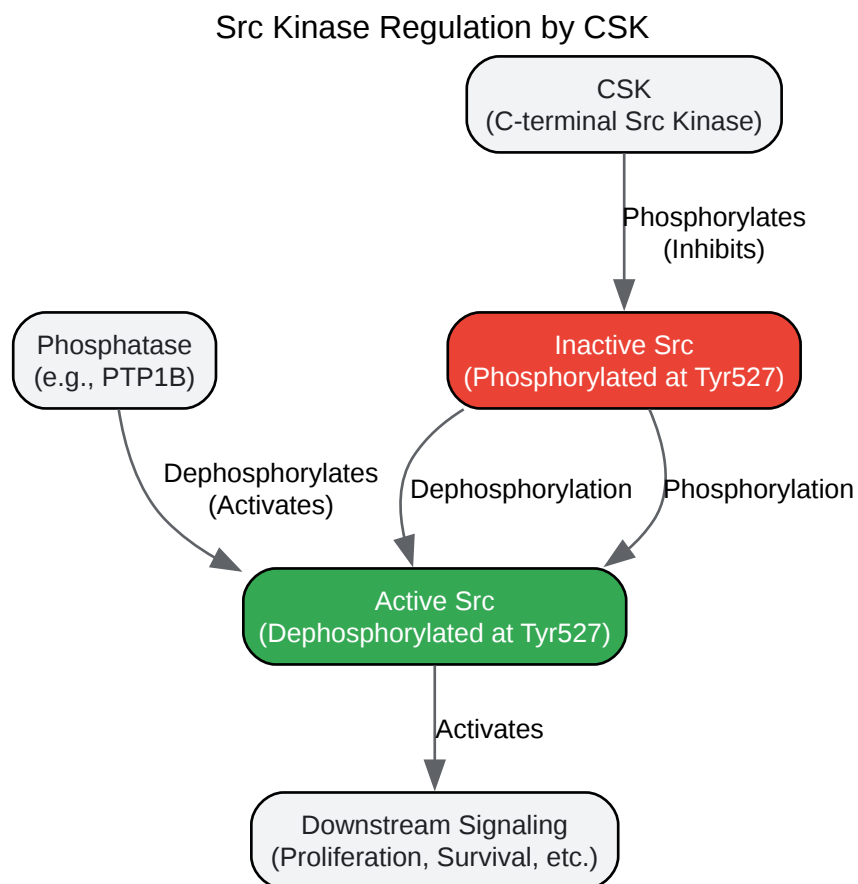 Src Kinase Regulation by CSK
CSK
(C-terminal Src Kinase)
Phosphorylates
(Inhibits)
Phosphatase
(e.g., PTP1B)
Inactive Src
(Phosphorylated at Tyr527)
Dephosphorylates
(Activates)
Dephosphorylation
Phosphorylation
Active Src
(Dephosphorylated at Tyr527)
Activates
Downstream Signaling
(Proliferation, Survival, etc.)